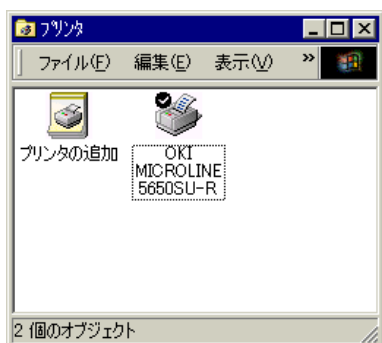 プリンタ
ファイル(F) 編集(E) 表示(V) »
プリンタの追加
OKI
MICROLINE
5650SU-R
2 個のオブジェクト